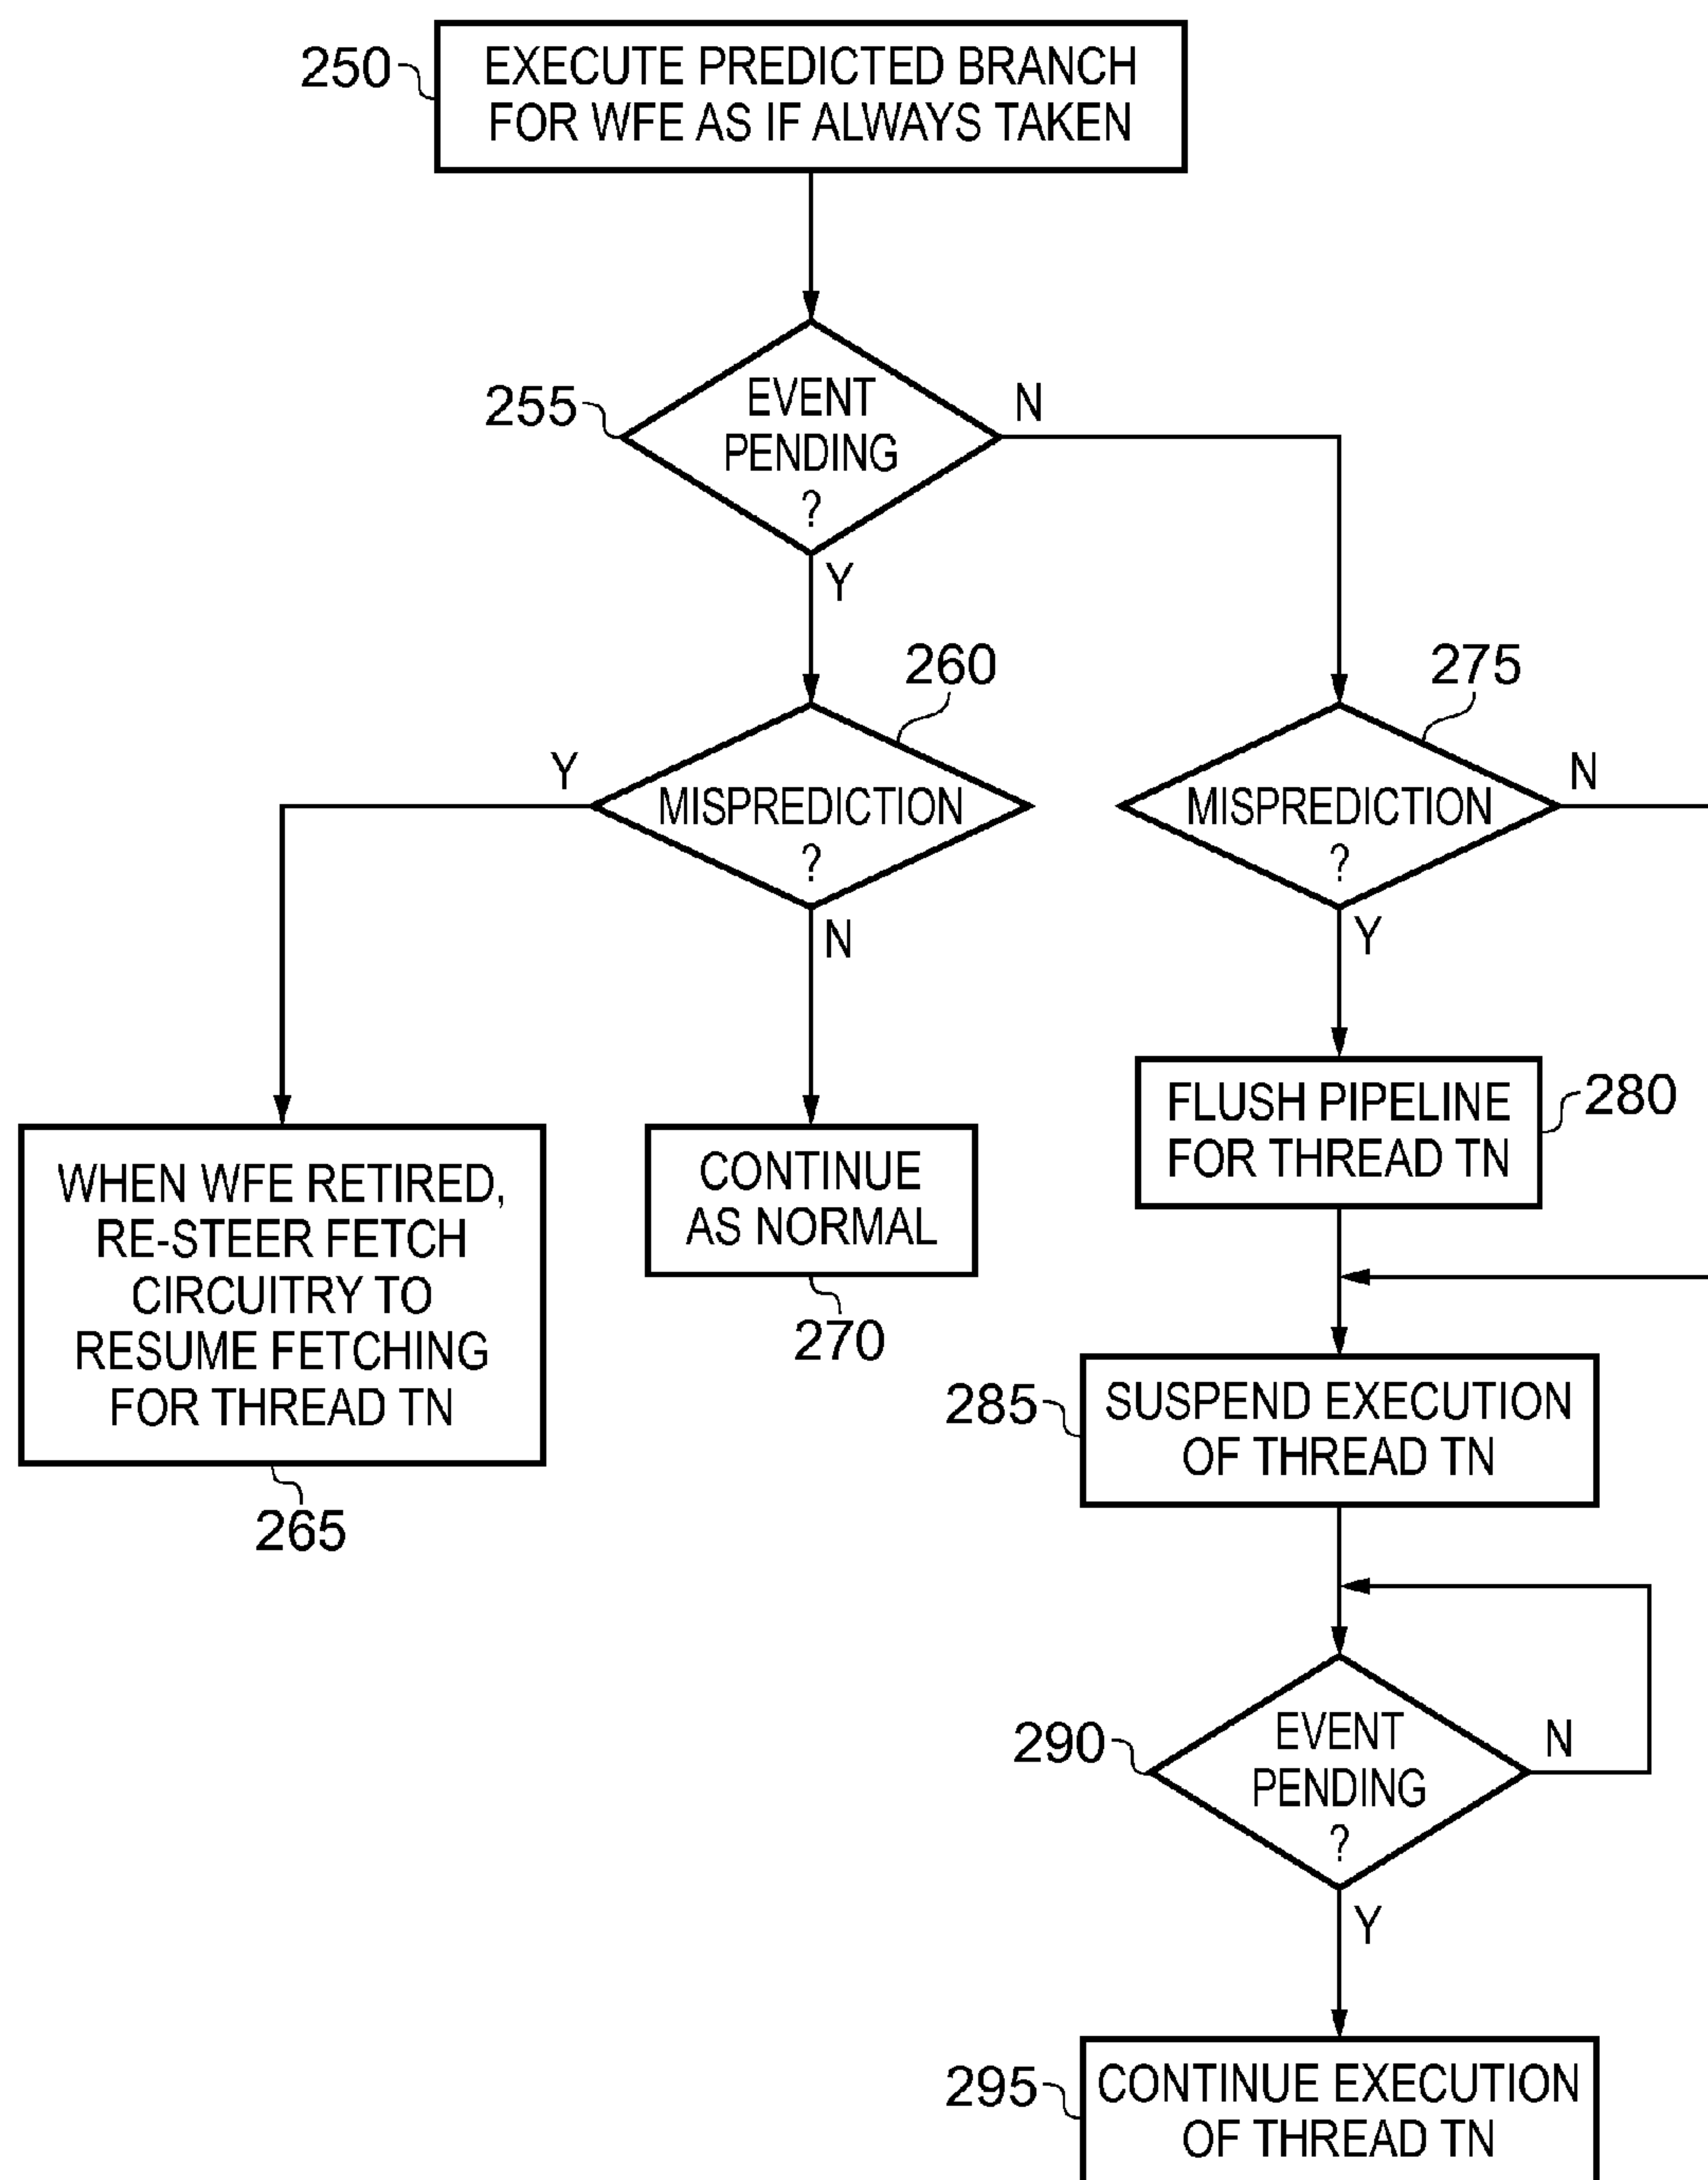 250
EXECUTE PREDICTED BRANCH
FOR WFE AS IF ALWAYS TAKEN
255
EVENT
PENDING
?
N
Y
260
MISPREDICTION
?
Y
N
275
MISPREDICTION
?
N
Y
WHEN WFE RETIRED,
RE-STEER FETCH
CIRCUITRY TO
RESUME FETCHING
FOR THREAD TN
265
CONTINUE
AS NORMAL
270
FLUSH PIPELINE
FOR THREAD TN
280
285
SUSPEND EXECUTION
OF THREAD TN
290
EVENT
PENDING
?
N
Y
295
CONTINUE EXECUTION
OF THREAD TN